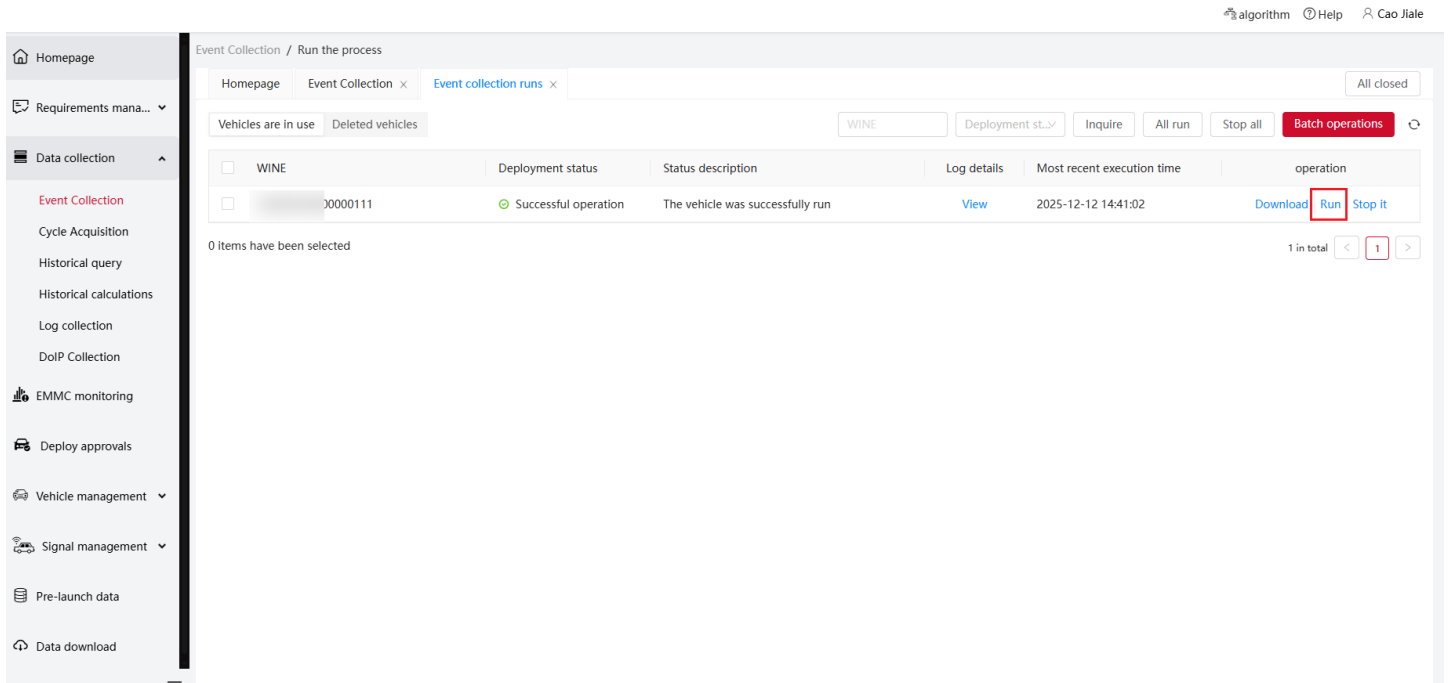 algorithm Help Cao Jiale
Homepage
Requirements mana...
Data collection
Event Collection
Cycle Acquisition
Historical query
Historical calculations
Log collection
DoIP Collection
EMMC monitoring
Deploy approvals
Vehicle management
Signal management
Pre-launch data
Data download
Event Collection / Run the process
Homepage Event Collection × Event collection runs × All closed
Vehicles are in use Deleted vehicles WINE Deployment st... Inquire All run Stop all Batch operations
WINE Deployment status Status description Log details Most recent execution time operation
00000111 Successful operation The vehicle was successfully run View 2025-12-12 14:41:02 Download Run Stop it
0 items have been selected 1 in total < 1 >